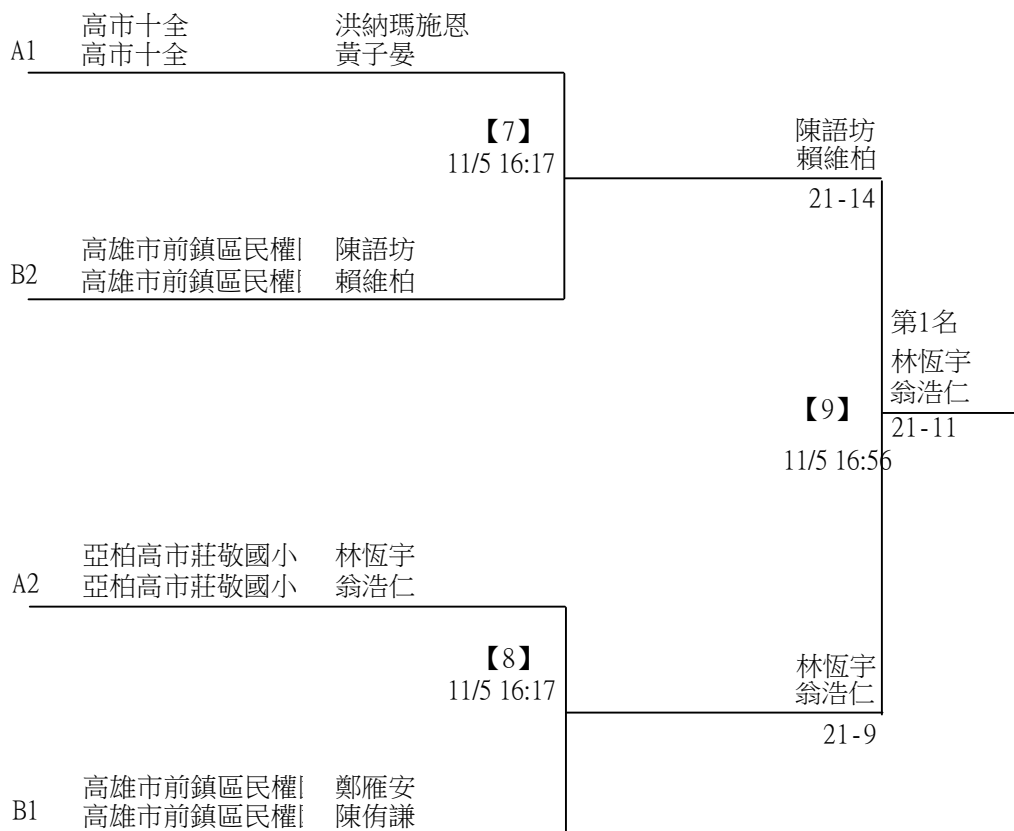 高市十全 洪納瑪施恩
A1 高市十全 黃子晏
【7】
11/5 16:17
陳語坊
賴維柏
21-14
高雄市前鎮區民權 陳語坊
B2 高雄市前鎮區民權 賴維柏
第1名
林恆宇
翁浩仁
【9】
21-11
11/5 16:56
亞柏高市莊敬國小 林恆宇
A2 亞柏高市莊敬國小 翁浩仁
【8】
11/5 16:17
林恆宇
翁浩仁
21-9
高雄市前鎮區民權 鄭雁安
B1 高雄市前鎮區民權 陳侑謙